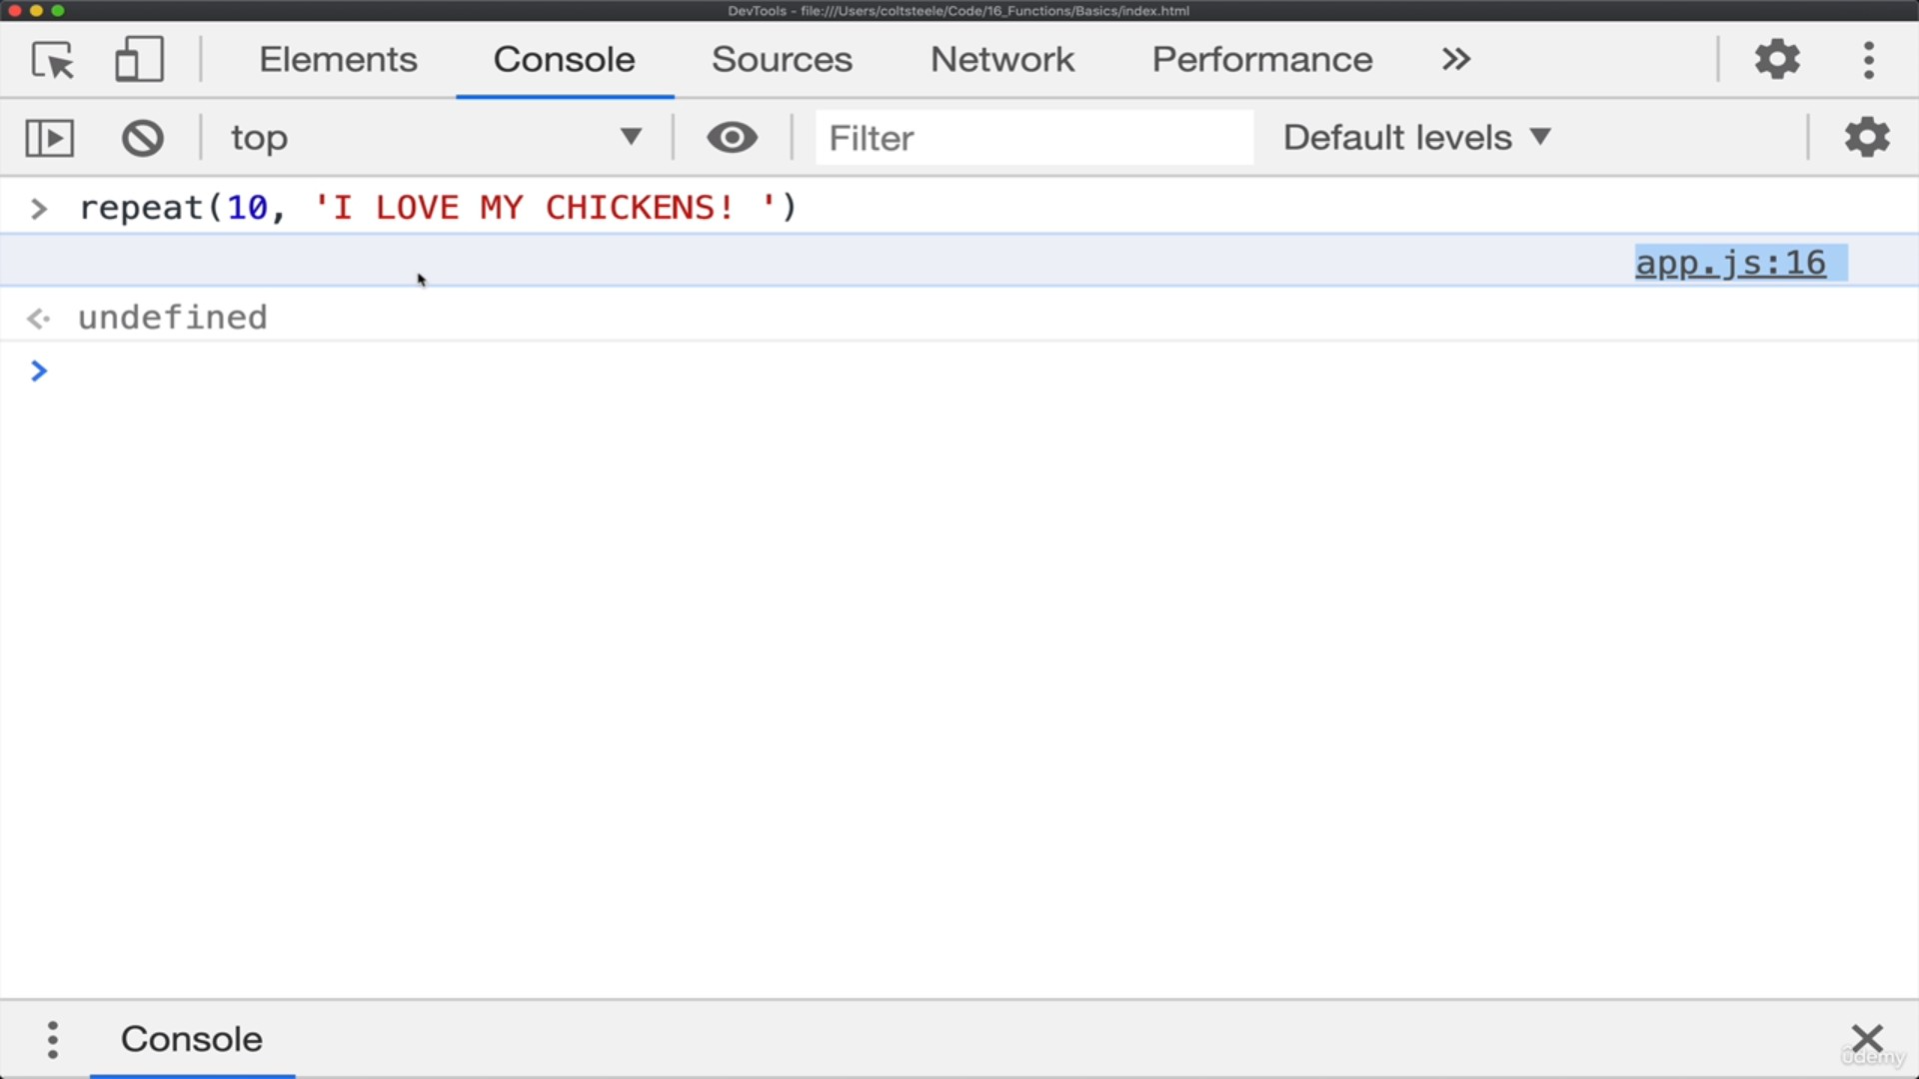 DevTools - file:///Users/coltsteele/Code/16_Functions/Basics/index.html
Elements Console Sources Network Performance »
top Filter Default levels
> repeat(10, 'I LOVE MY CHICKENS! ')
app.js:16
undefined
>
Console
ûdemy